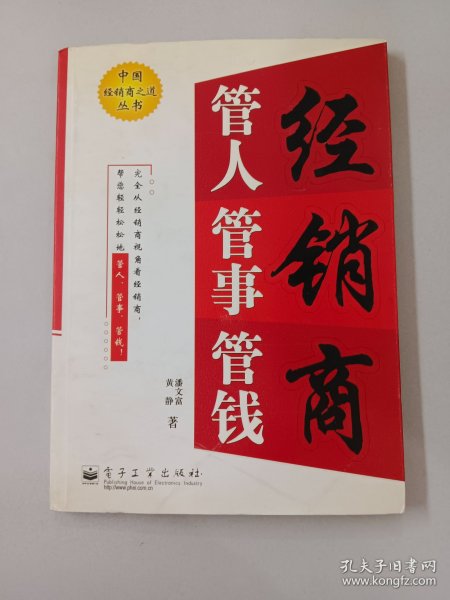 中国
经销商之道
丛书
经销商
管人 管事 管钱
完全从经销商视角看经销商，
帮您轻轻松松地管人、管事、管钱！
潘文富
黄静
著
电子工业出版社
Publishing House of Electronics Industry
http://www.phei.com.cn
孔夫子旧书网
www.kongfz.com